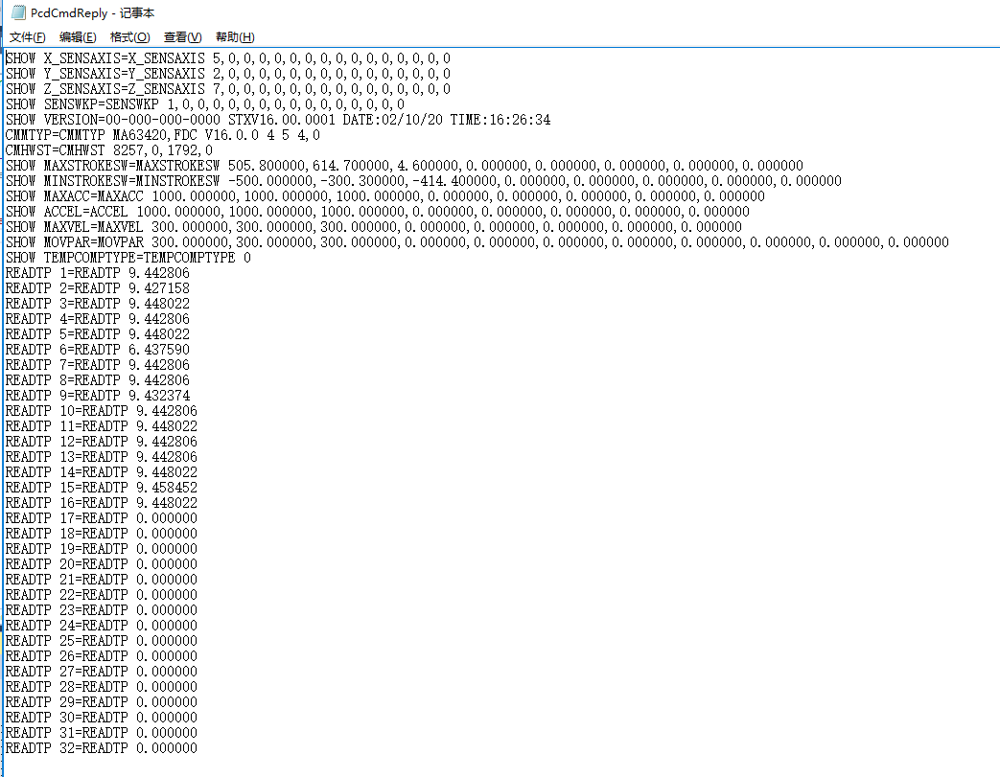 PcdCmdReply - 记事本
文件(F) 编辑(E) 格式(O) 查看(V) 帮助(H)
SHOW X_SENSAXIS=X_SENSAXIS 5,0,0,0,0,0,0,0,0,0,0,0,0,0,0,0
SHOW Y_SENSAXIS=Y_SENSAXIS 2,0,0,0,0,0,0,0,0,0,0,0,0,0,0,0
SHOW Z_SENSAXIS=Z_SENSAXIS 7,0,0,0,0,0,0,0,0,0,0,0,0,0,0,0
SHOW SENSWKP=SENSWKP 1,0,0,0,0,0,0,0,0,0,0,0,0,0,0,0
SHOW VERSION=00-000-000-0000 STXV16.00.0001 DATE:02/10/20 TIME:16:26:34
CMMTYP=CMMTYP MA63420,FDC V16.0.0 4 5 4,0
CMHWST=CMHWST 8257,0,1792,0
SHOW MAXSTROKESW=MAXSTROKESW 505.800000,614.700000,4.600000,0.000000,0.000000,0.000000,0.000000,0.000000
SHOW MINSTROKESW=MINSTROKESW -500.000000,-300.300000,-414.400000,0.000000,0.000000,0.000000,0.000000,0.000000
SHOW MAXACC=MAXACC 1000.000000,1000.000000,1000.000000,0.000000,0.000000,0.000000,0.000000,0.000000
SHOW ACCEL=ACCEL 1000.000000,1000.000000,1000.000000,0.000000,0.000000,0.000000,0.000000,0.000000
SHOW MAXVEL=MAXVEL 300.000000,300.000000,300.000000,0.000000,0.000000,0.000000,0.000000,0.000000
SHOW MOVPAR=MOVPAR 300.000000,300.000000,300.000000,0.000000,0.000000,0.000000,0.000000,0.000000,0.000000,0.000000,0.000000
SHOW TEMPCOMPTYPE=TEMPCOMPTYPE 0
READTP 1=READTP 9.442806
READTP 2=READTP 9.427158
READTP 3=READTP 9.448022
READTP 4=READTP 9.442806
READTP 5=READTP 9.448022
READTP 6=READTP 6.437590
READTP 7=READTP 9.442806
READTP 8=READTP 9.442806
READTP 9=READTP 9.432374
READTP 10=READTP 9.442806
READTP 11=READTP 9.448022
READTP 12=READTP 9.442806
READTP 13=READTP 9.442806
READTP 14=READTP 9.448022
READTP 15=READTP 9.458452
READTP 16=READTP 9.448022
READTP 17=READTP 0.000000
READTP 18=READTP 0.000000
READTP 19=READTP 0.000000
READTP 20=READTP 0.000000
READTP 21=READTP 0.000000
READTP 22=READTP 0.000000
READTP 23=READTP 0.000000
READTP 24=READTP 0.000000
READTP 25=READTP 0.000000
READTP 26=READTP 0.000000
READTP 27=READTP 0.000000
READTP 28=READTP 0.000000
READTP 29=READTP 0.000000
READTP 30=READTP 0.000000
READTP 31=READTP 0.000000
READTP 32=READTP 0.000000